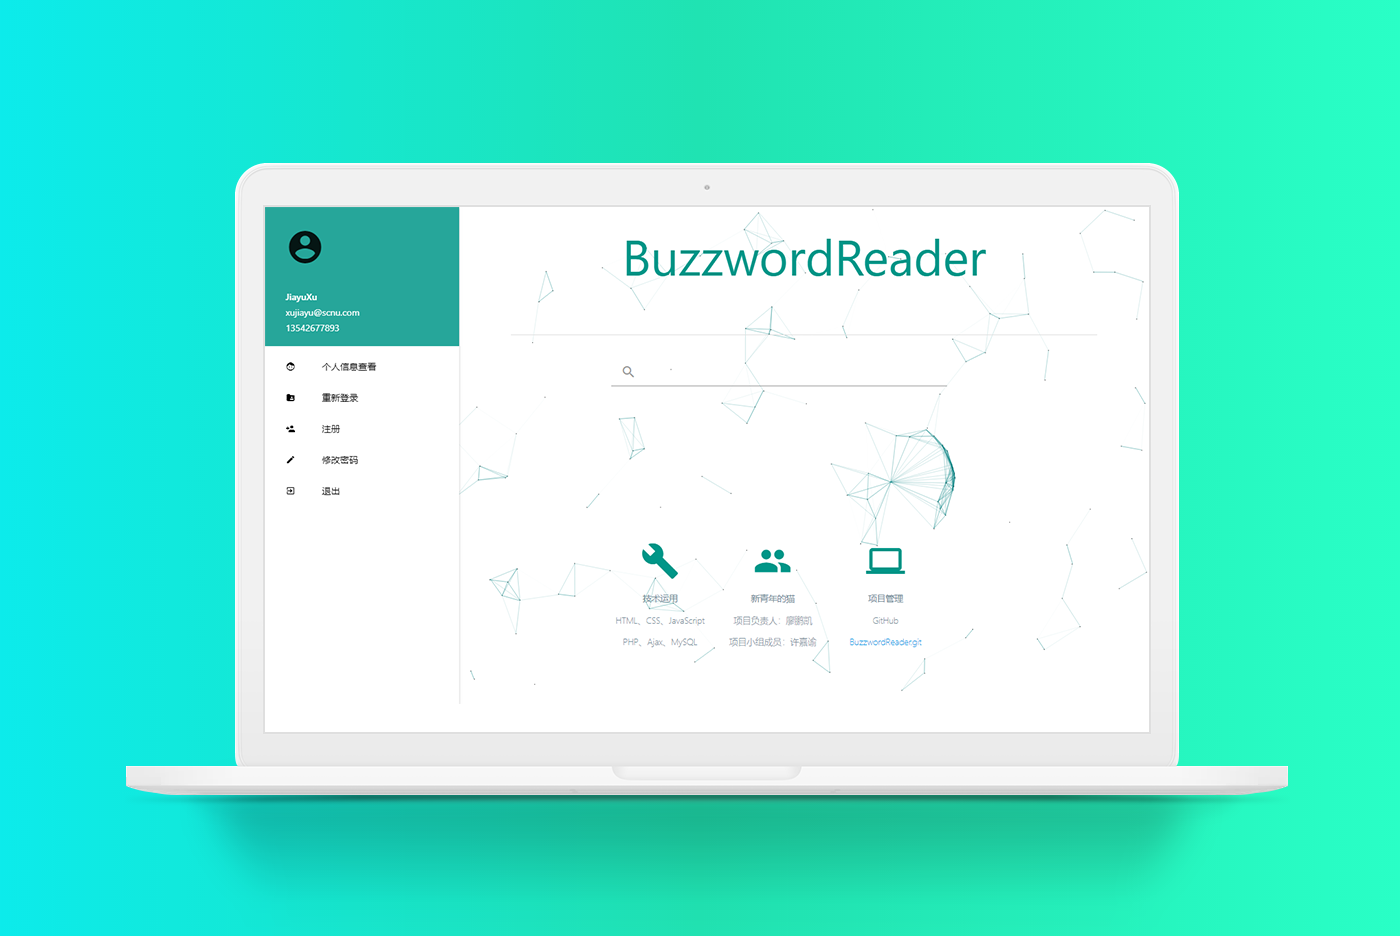 BuzzwordReader
JiayuXu
xujiayu@scnu.com
13542677893
个人信息查看
重新登录
注册
修改密码
退出
技术运用
HTML、CSS、JavaScript
PHP、Ajax、MySQL
新青年的猫
项目负责人：廖鹏凯
项目小组成员：许嘉谕
项目管理
GitHub
BuzzwordReader.git